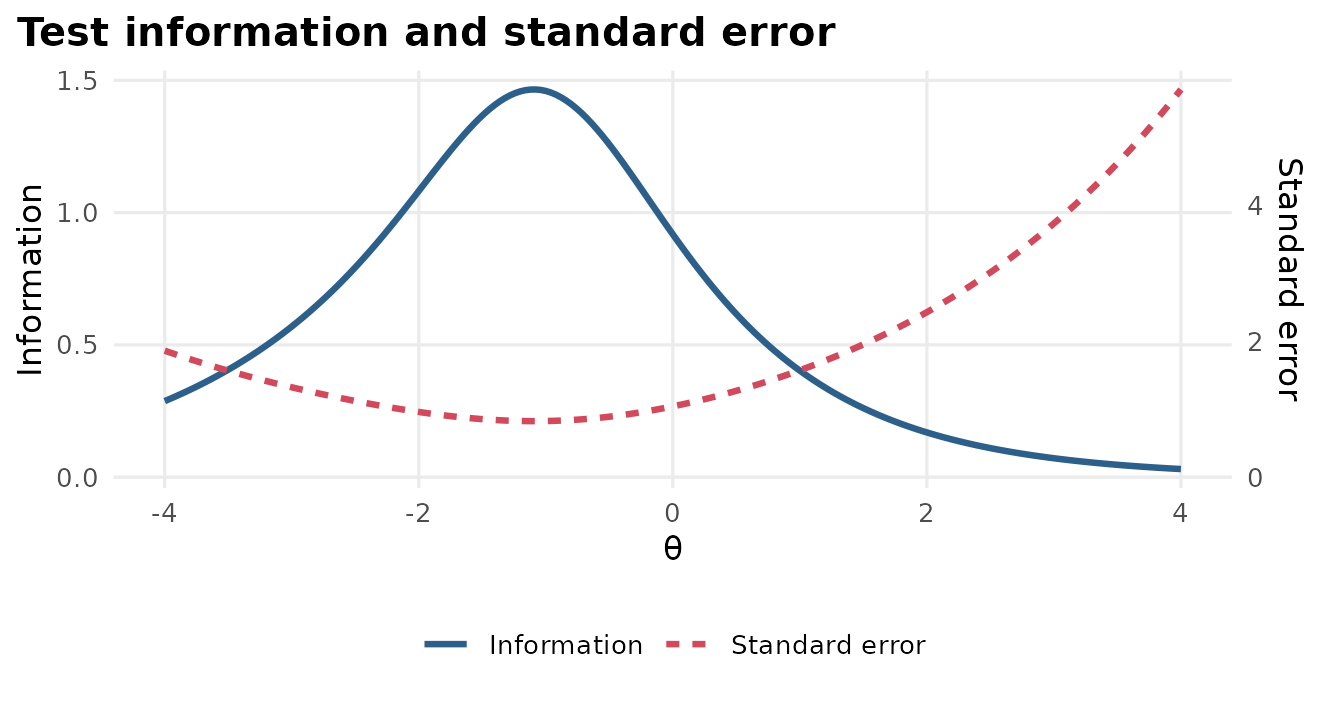 Test information and standard error
1.5
1.0
0.5
0.0
Information
4
2
0
Standard error
-4 -2 0 2 4
θ
Information Standard error